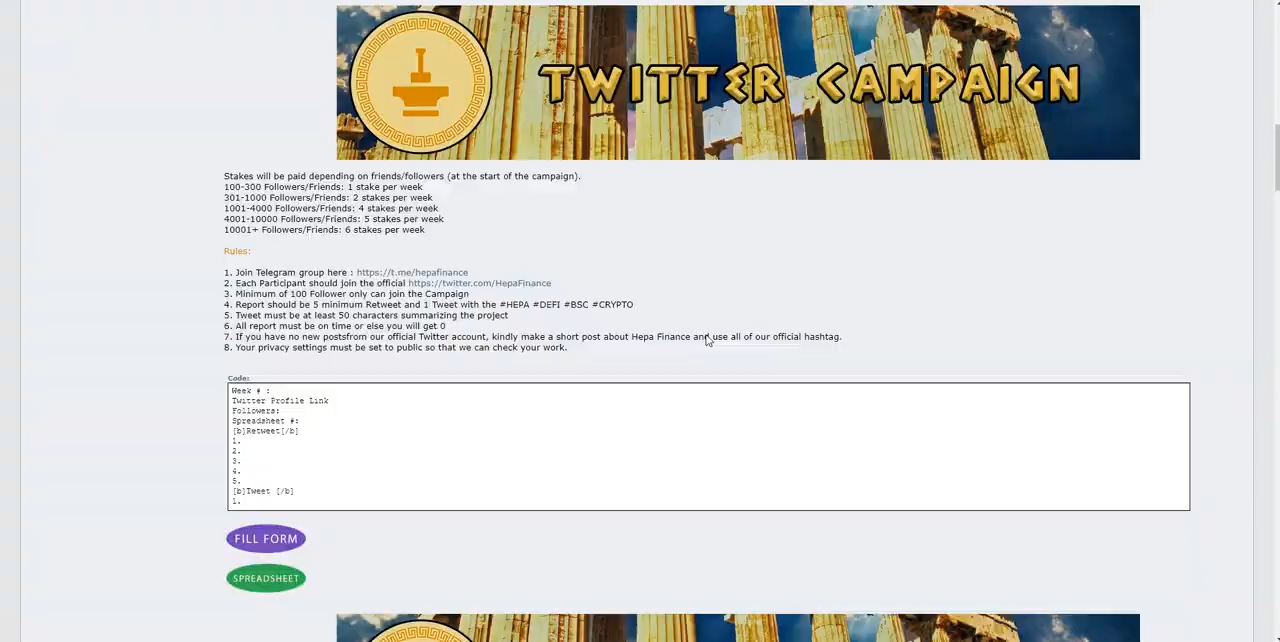 TWITTER CAMPAIGN
Stakes will be paid depending on friends/followers (at the start of the campaign).
100-300 Followers/Friends: 1 stake per week
301-1000 Followers/Friends: 2 stakes per week
1001-4000 Followers/Friends: 4 stakes per week
4001-10000 Followers/Friends: 5 stakes per week
10001+ Followers/Friends: 6 stakes per week
Rules:
1. Join Telegram group here : https://t.me/hepafinance
2. Each Participant should join the official https://twitter.com/HepaFinance
3. Minimum of 100 Follower only can join the Campaign
4. Report should be 5 minimum Retweet and 1 Tweet with the #HEPA #DEFI #BSC #CRYPTO
5. Tweet must be at least 50 characters summarizing the project
6. All report must be on time or else you will get 0
7. If you have no new postsfrom our official Twitter account, kindly make a short post about Hepa Finance and use all of our official hashtag.
8. Your privacy settings must be set to public so that we can check your work.
Code:
Week # :
Twitter Profile Link
Followers:
Spreadsheet #:
[b]Retweet[/b]
1.
2.
3.
4.
5.
[b]Tweet [/b]
1.
FILL FORM
SPREADSHEET